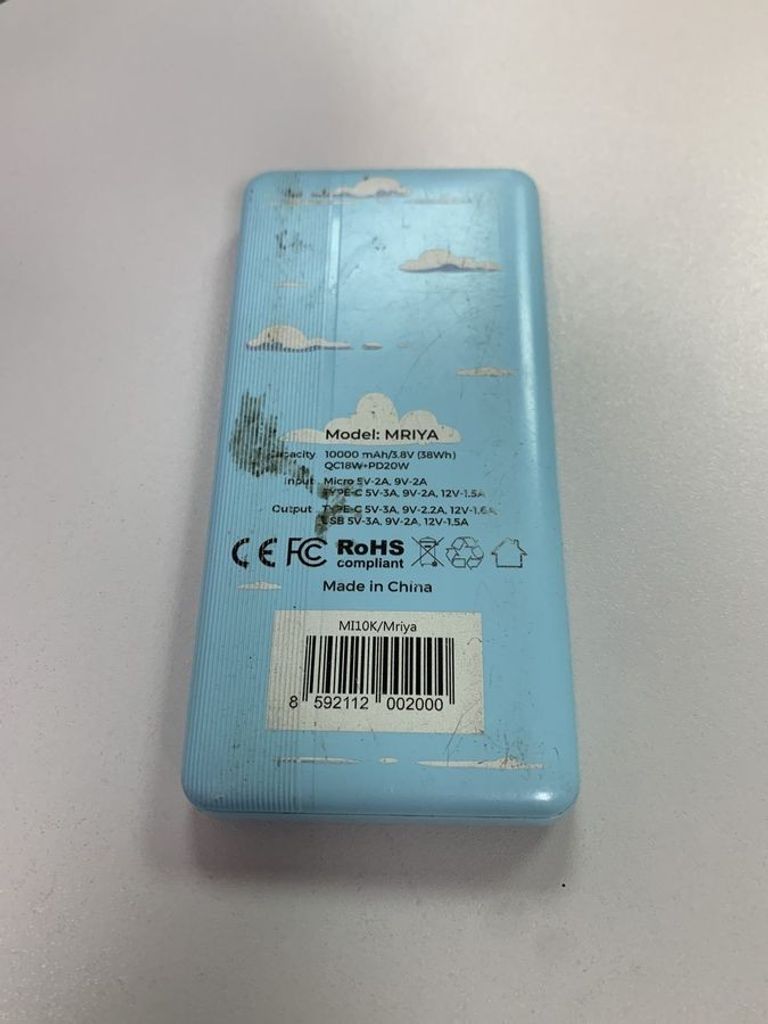 Model: MRIYA
Capacity 10000 mAh/3.8V (38Wh)
QC18W+PD20W
Input Micro 5V-2A, 9V-2A
TYPE-C 5V-3A, 9V-2A, 12V-1.5A
Output TYPE-C 5V-3A, 9V-2.2A, 12V-1.6A
USB 5V-3A, 9V-2A, 12V-1.5A
CE FC RoHS
compliant
Made in China
MI10K/Mriya
8 592112 002000